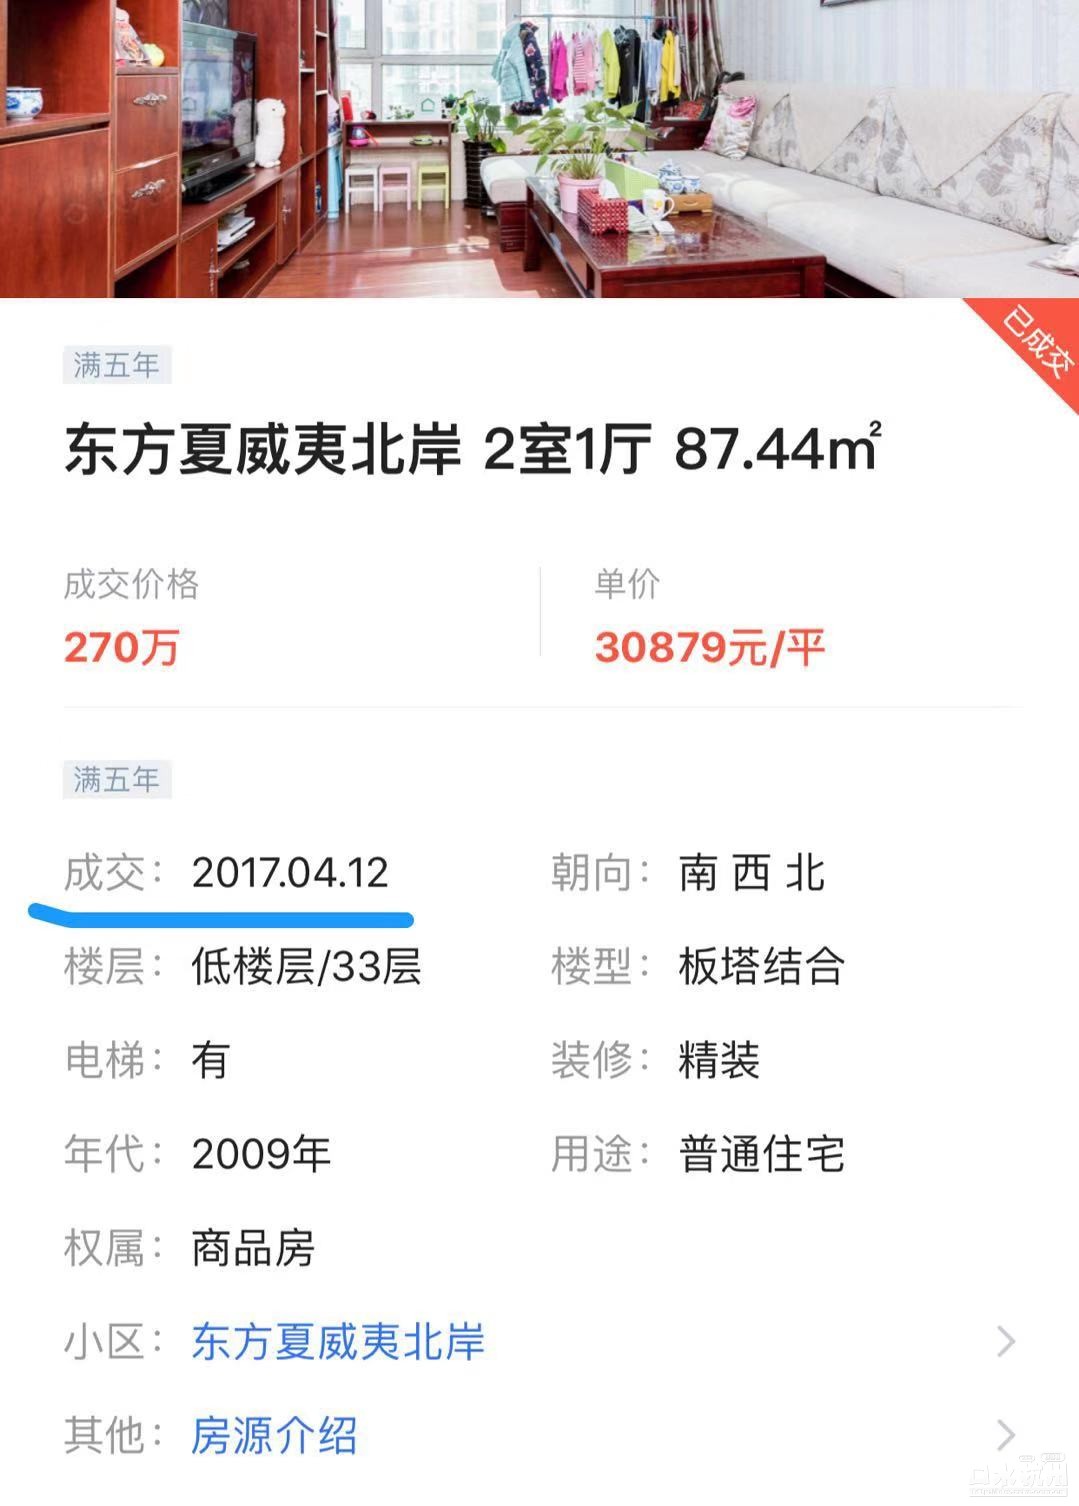 已成交
满五年
东方夏威夷北岸 2室1厅 87.44㎡
成交价格
单价
270万
30879元/平
满五年
成交： 2017.04.12
朝向： 南 西 北
楼层： 低楼层/33层
楼型： 板塔结合
电梯： 有
装修： 精装
年代： 2009年
用途： 普通住宅
权属： 商品房
小区： 东方夏威夷北岸
其他： 房源介绍
口水杭州